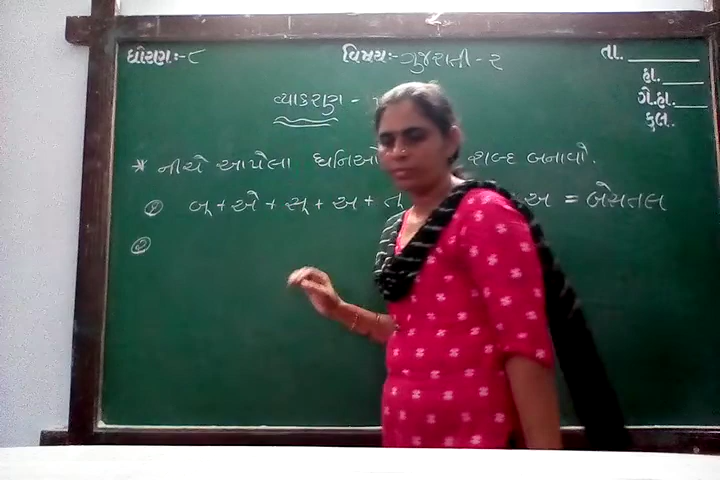 ધોરણ:- ૮
વિષય:- ગુજરાતી - ૨
તા.
હા.
ગે.હા.
કુલ..
વ્યાકરણ -
* નીચે આપેલા ધ્વનિઓ શબ્દ બનાવો.
૧ બ્ + એ + સ્ + અ + ત્ અ = બેસતલ
૨